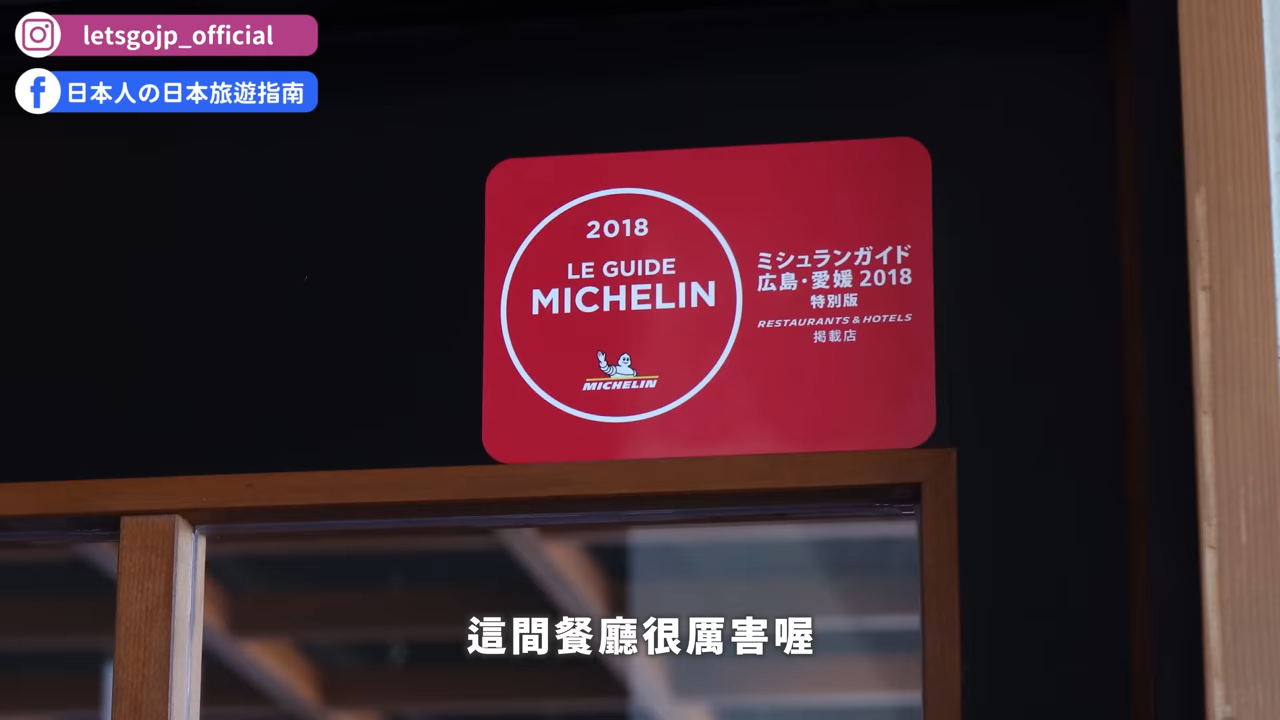 letsgojp_official
日本人の日本旅遊指南
2018
LE GUIDE
MICHELIN
MICHELIN
ミシュランガイド
広島・愛媛 2018
特別版
RESTAURANTS & HOTELS
掲載店
這間餐廳很厲害喔